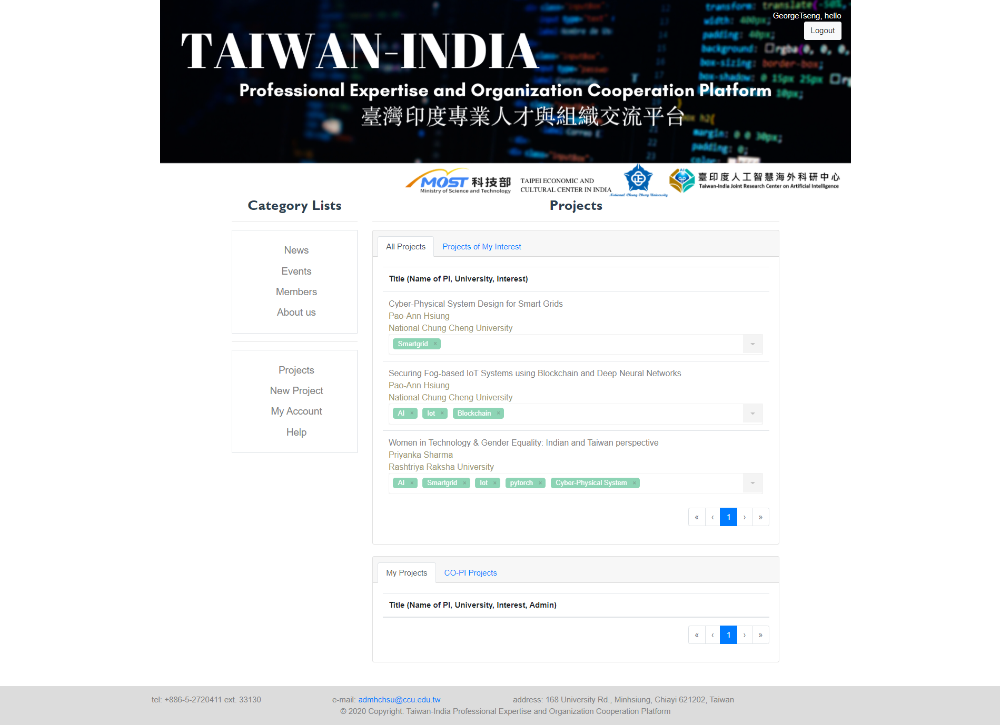 GeorgeTseng, hello
Logout
TAIWAN-INDIA
Professional Expertise and Organization Cooperation Platform
臺灣印度專業人才與組織交流平台
MOST 科技部
Ministry of Science and Technology
TAIPEI ECONOMIC AND
CULTURAL CENTER IN INDIA
National Chung Cheng University
AI
臺印度人工智慧海外科研中心
Taiwan-India Joint Research Center on Artificial Intelligence
Category Lists
News
Events
Members
About us
Projects
New Project
My Account
Help
Projects
All Projects
Projects of My Interest
Title (Name of PI, University, Interest)
Cyber-Physical System Design for Smart Grids
Pao-Ann Hsiung
National Chung Cheng University
Smartgrid ×
Securing Fog-based IoT Systems using Blockchain and Deep Neural Networks
Pao-Ann Hsiung
National Chung Cheng University
AI × Iot × Blockchain ×
Women in Technology & Gender Equality: Indian and Taiwan perspective
Priyanka Sharma
Rashtriya Raksha University
AI × Smartgrid × Iot × pytorch × Cyber-Physical System ×
« ‹ 1 › »
My Projects
CO-PI Projects
Title (Name of PI, University, Interest, Admin)
« ‹ 1 › »
tel: +886-5-2720411 ext. 33130
e-mail: admhchsu@ccu.edu.tw
address: 168 University Rd., Minhsiung, Chiayi 621202, Taiwan
© 2020 Copyright: Taiwan-India Professional Expertise and Organization Cooperation Platform